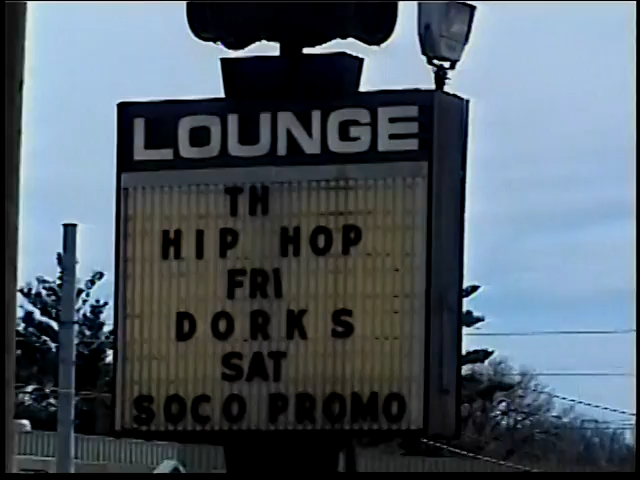 LOUNGE
TH
HIP HOP
FRI
DORKS
SAT
SOCO PROMO